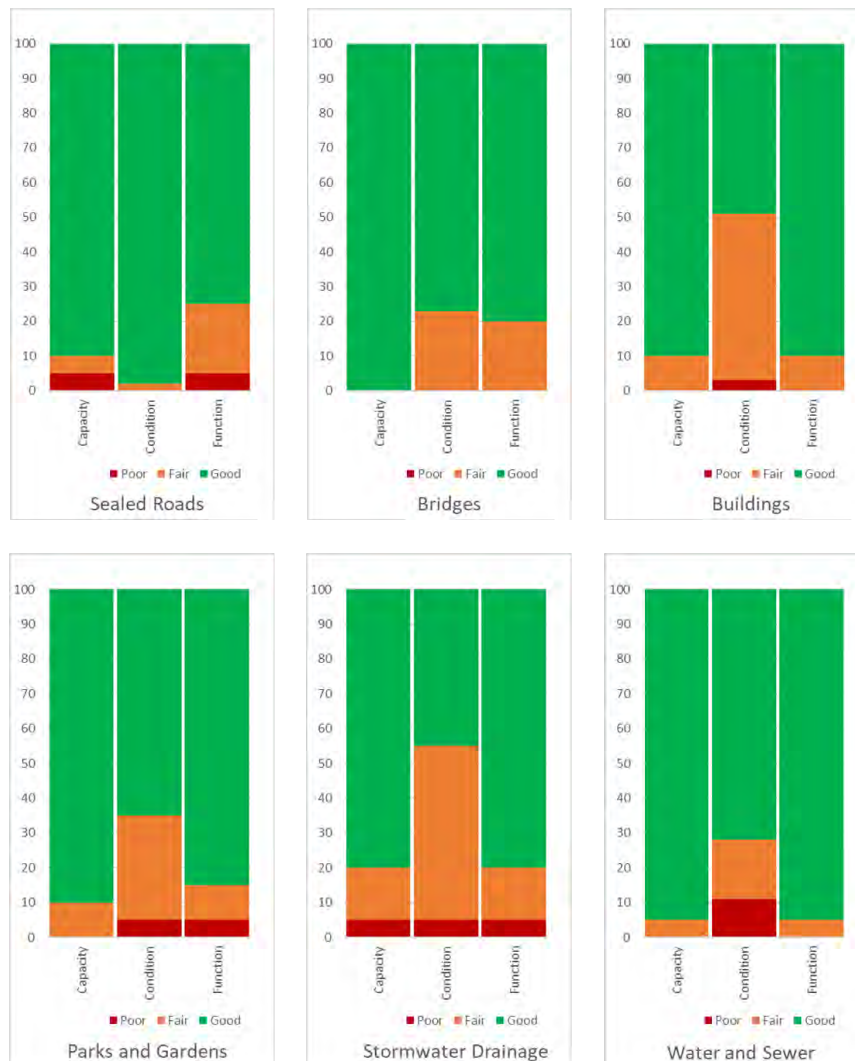 100
90
80
70
60
50
40
30
20
10
0
Capacity
Condition
Function
Poor Fair Good
Sealed Roads
100
90
80
70
60
50
40
30
20
10
0
Capacity
Condition
Function
Poor Fair Good
Bridges
100
90
80
70
60
50
40
30
20
10
0
Capacity
Condition
Function
Poor Fair Good
Buildings
100
90
80
70
60
50
40
30
20
10
0
Capacity
Condition
Function
Poor Fair Good
Parks and Gardens
100
90
80
70
60
50
40
30
20
10
0
Capacity
Condition
Function
Poor Fair Good
Stormwater Drainage
100
90
80
70
60
50
40
30
20
10
0
Capacity
Condition
Function
Poor Fair Good
Water and Sewer